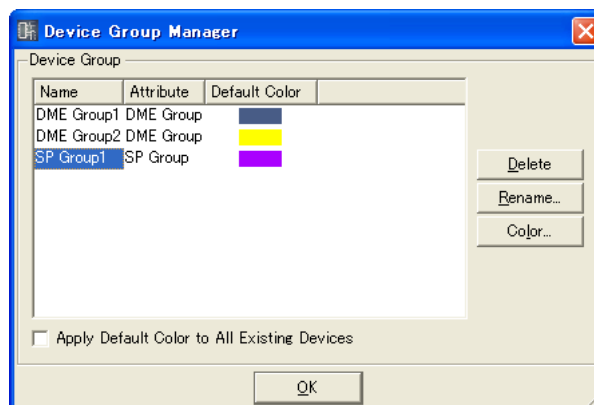 Device Group Manager
Device Group
Name Attribute Default Color
DME Group1 DME Group
DME Group2 DME Group
SP Group1 SP Group
Delete
Rename...
Color...
Apply Default Color to All Existing Devices
OK